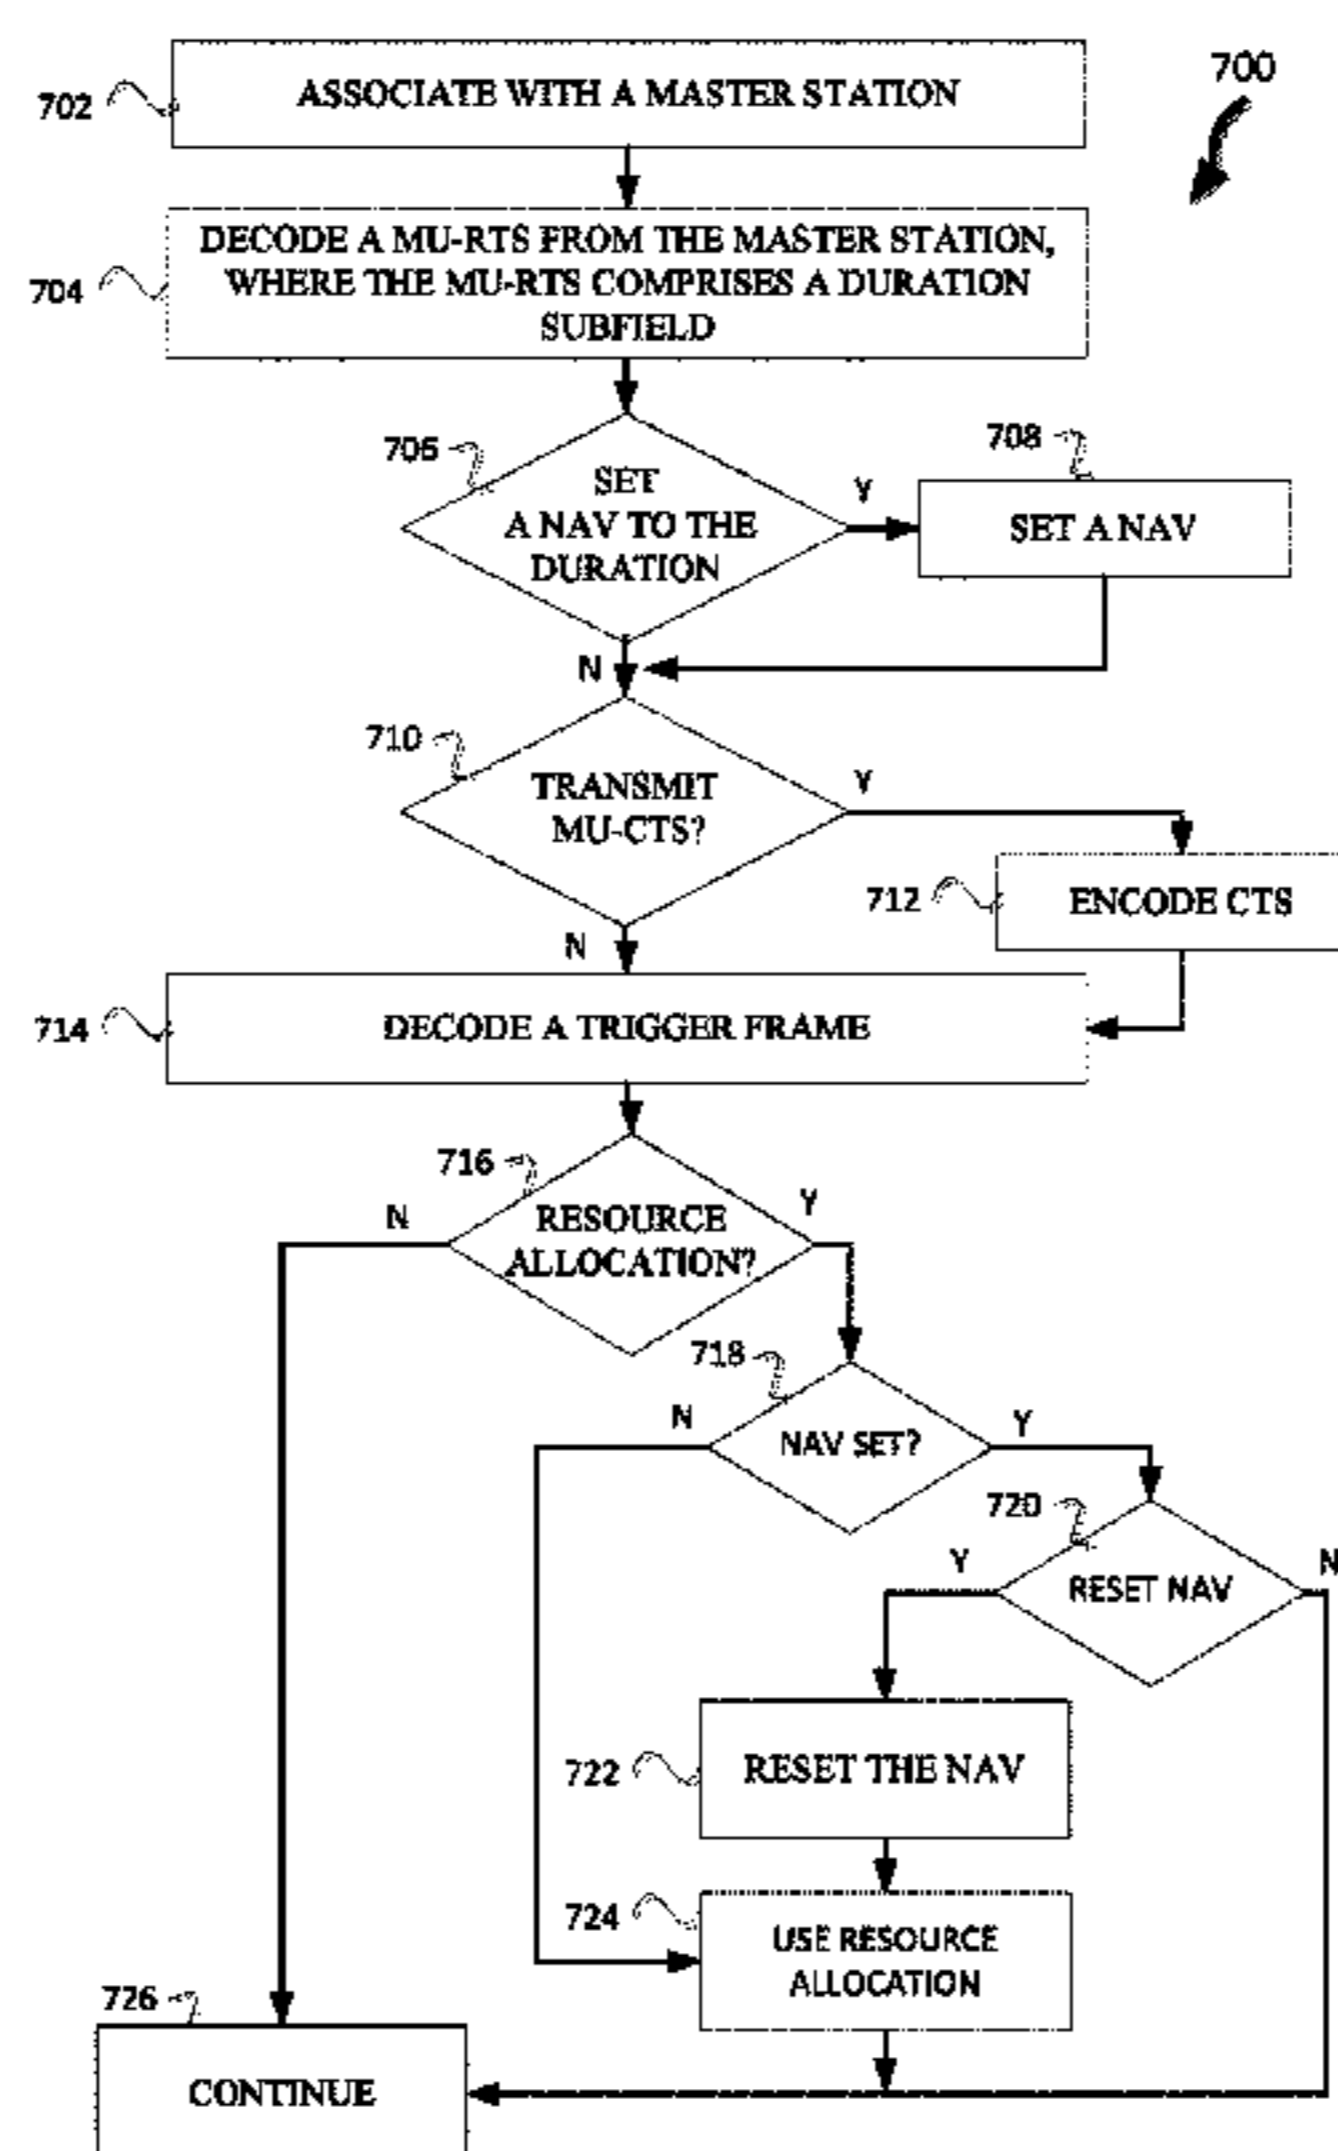 700
702
ASSOCIATE WITH A MASTER STATION
704
DECODE A MU-RTS FROM THE MASTER STATION,
WHERE THE MU-RTS COMPRISES A DURATION
SUBFIELD
706
SET
A NAV TO THE
DURATION
Y
708
SET A NAV
N
710
TRANSMIT
MU-CTS?
Y
712
ENCODE CTS
N
714
DECODE A TRIGGER FRAME
716
RESOURCE
ALLOCATION?
N
Y
718
NAV SET?
N
Y
720
RESET NAV
Y
N
722
RESET THE NAV
724
USE RESOURCE
ALLOCATION
726
CONTINUE